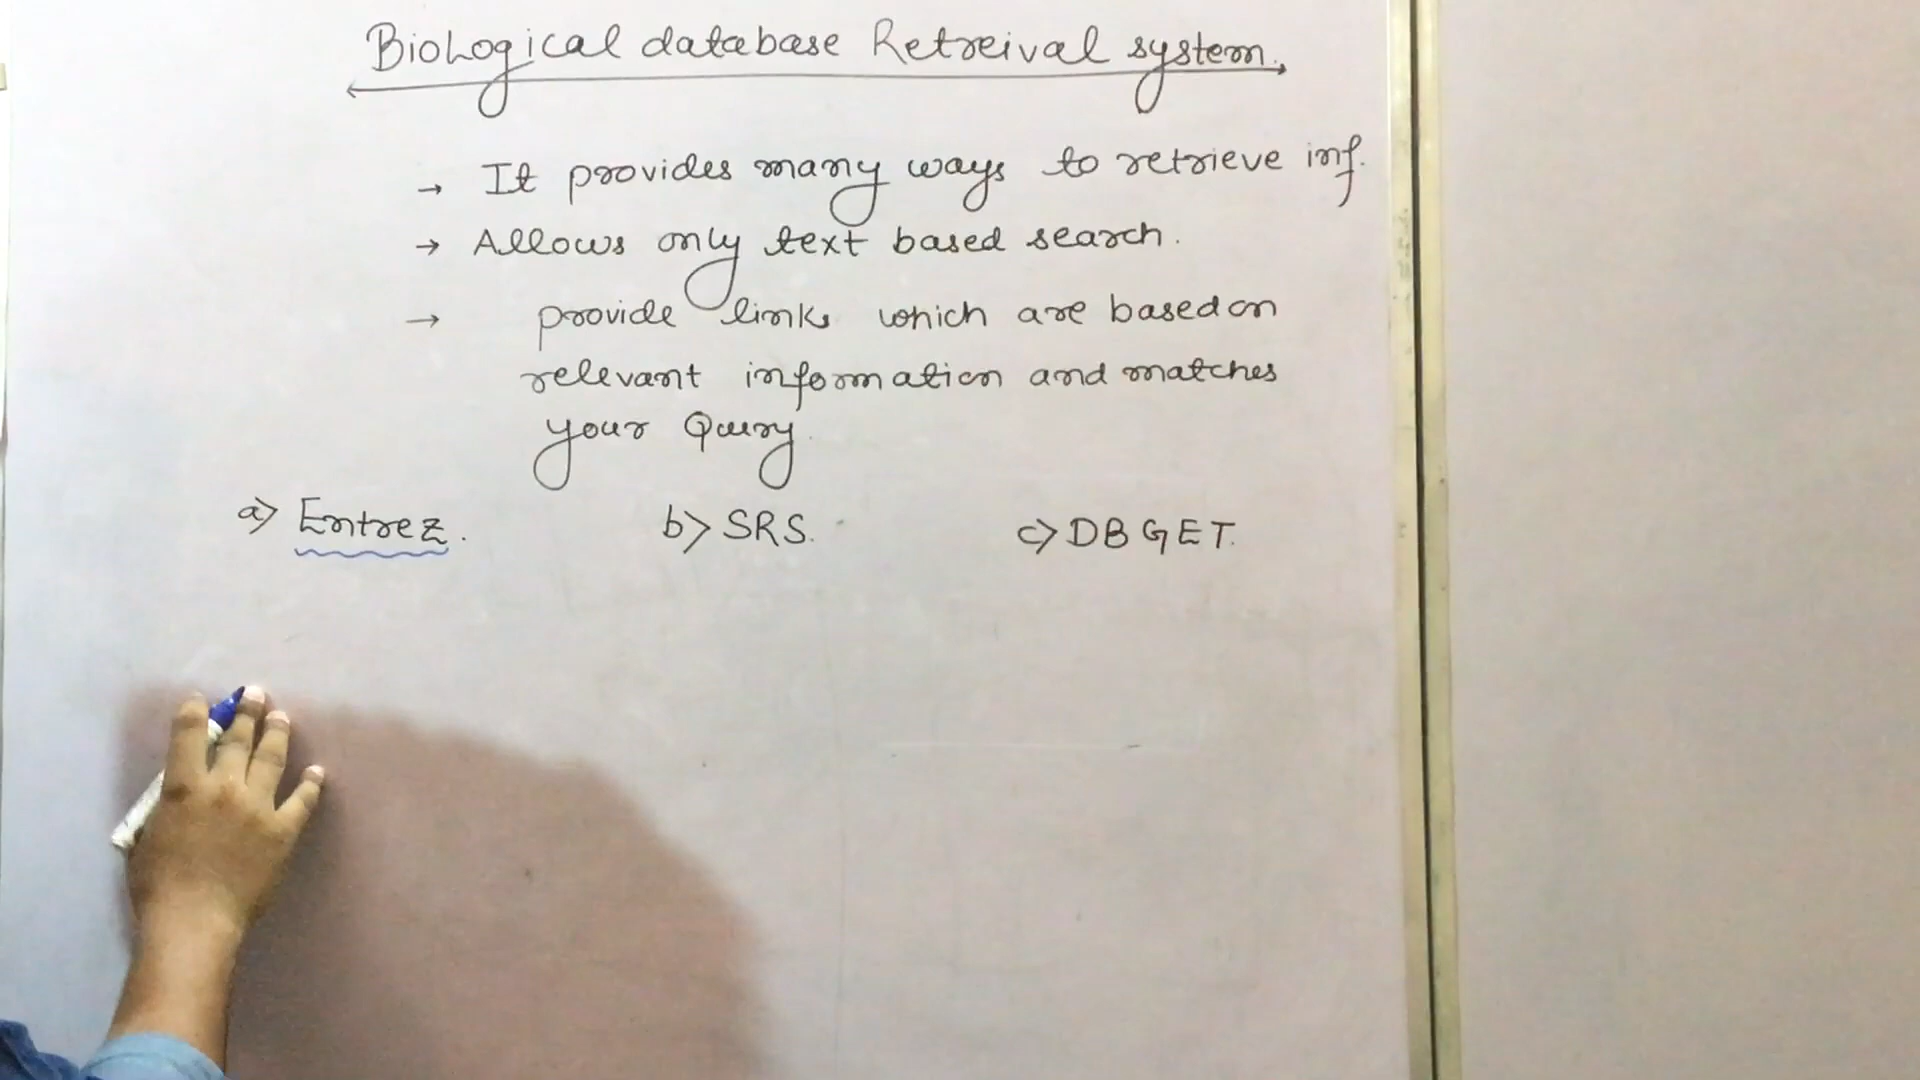 Biological database Retreival system.
→ It provides many ways to retrieve inf.
→ Allows only text based search.
→ provide links which are based on
relevant information and matches
your Query.
a) Entrez. b) SRS. c) DBGET.